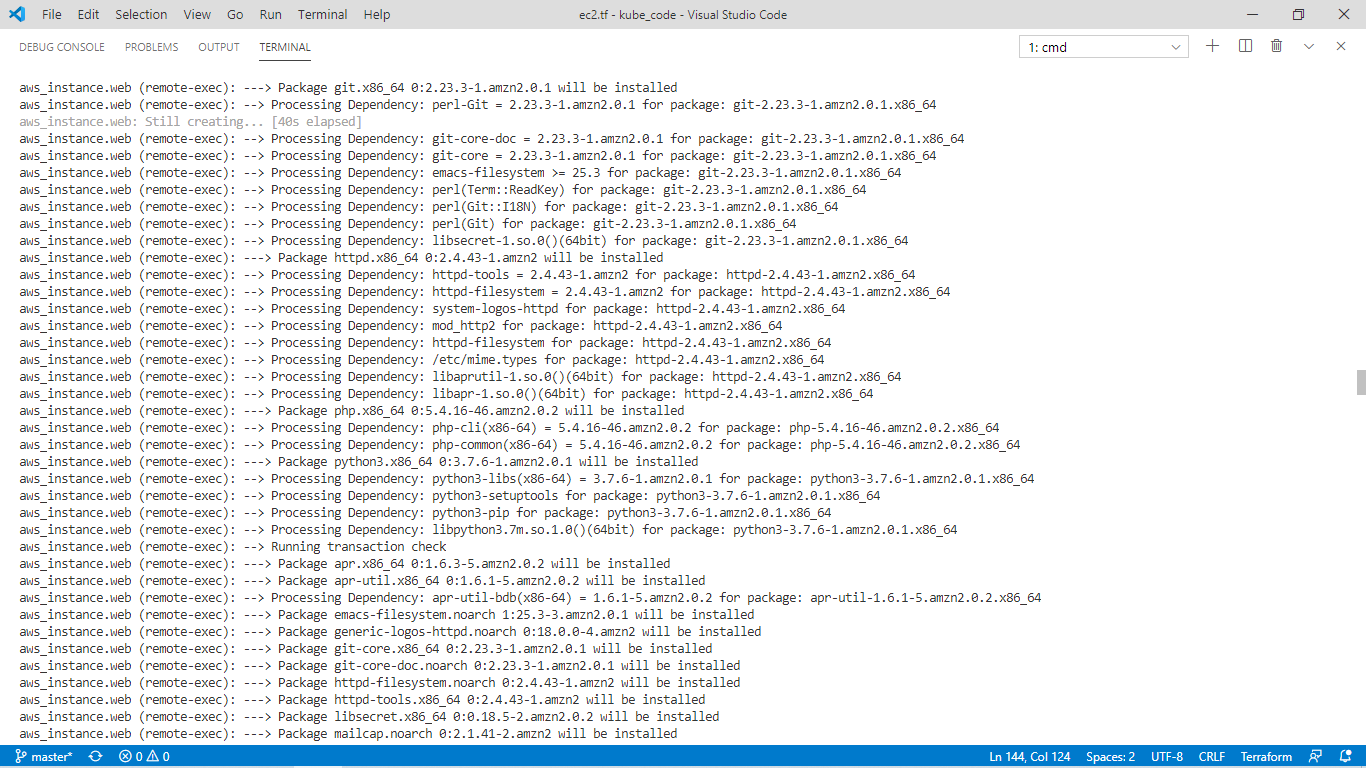 File Edit Selection View Go Run Terminal Help ec2.tf - kube_code - Visual Studio Code
DEBUG CONSOLE PROBLEMS OUTPUT TERMINAL 1: cmd
aws_instance.web (remote-exec): ---> Package git.x86_64 0:2.23.3-1.amzn2.0.1 will be installed
aws_instance.web (remote-exec): --> Processing Dependency: perl-Git = 2.23.3-1.amzn2.0.1 for package: git-2.23.3-1.amzn2.0.1.x86_64
aws_instance.web: Still creating... [40s elapsed]
aws_instance.web (remote-exec): --> Processing Dependency: git-core-doc = 2.23.3-1.amzn2.0.1 for package: git-2.23.3-1.amzn2.0.1.x86_64
aws_instance.web (remote-exec): --> Processing Dependency: git-core = 2.23.3-1.amzn2.0.1 for package: git-2.23.3-1.amzn2.0.1.x86_64
aws_instance.web (remote-exec): --> Processing Dependency: emacs-filesystem >= 25.3 for package: git-2.23.3-1.amzn2.0.1.x86_64
aws_instance.web (remote-exec): --> Processing Dependency: perl(Term::ReadKey) for package: git-2.23.3-1.amzn2.0.1.x86_64
aws_instance.web (remote-exec): --> Processing Dependency: perl(Git::I18N) for package: git-2.23.3-1.amzn2.0.1.x86_64
aws_instance.web (remote-exec): --> Processing Dependency: perl(Git) for package: git-2.23.3-1.amzn2.0.1.x86_64
aws_instance.web (remote-exec): --> Processing Dependency: libsecret-1.so.0()(64bit) for package: git-2.23.3-1.amzn2.0.1.x86_64
aws_instance.web (remote-exec): ---> Package httpd.x86_64 0:2.4.43-1.amzn2 will be installed
aws_instance.web (remote-exec): --> Processing Dependency: httpd-tools = 2.4.43-1.amzn2 for package: httpd-2.4.43-1.amzn2.x86_64
aws_instance.web (remote-exec): --> Processing Dependency: httpd-filesystem = 2.4.43-1.amzn2 for package: httpd-2.4.43-1.amzn2.x86_64
aws_instance.web (remote-exec): --> Processing Dependency: system-logos-httpd for package: httpd-2.4.43-1.amzn2.x86_64
aws_instance.web (remote-exec): --> Processing Dependency: mod_http2 for package: httpd-2.4.43-1.amzn2.x86_64
aws_instance.web (remote-exec): --> Processing Dependency: httpd-filesystem for package: httpd-2.4.43-1.amzn2.x86_64
aws_instance.web (remote-exec): --> Processing Dependency: /etc/mime.types for package: httpd-2.4.43-1.amzn2.x86_64
aws_instance.web (remote-exec): --> Processing Dependency: libaprutil-1.so.0()(64bit) for package: httpd-2.4.43-1.amzn2.x86_64
aws_instance.web (remote-exec): --> Processing Dependency: libapr-1.so.0()(64bit) for package: httpd-2.4.43-1.amzn2.x86_64
aws_instance.web (remote-exec): ---> Package php.x86_64 0:5.4.16-46.amzn2.0.2 will be installed
aws_instance.web (remote-exec): --> Processing Dependency: php-cli(x86-64) = 5.4.16-46.amzn2.0.2 for package: php-5.4.16-46.amzn2.0.2.x86_64
aws_instance.web (remote-exec): --> Processing Dependency: php-common(x86-64) = 5.4.16-46.amzn2.0.2 for package: php-5.4.16-46.amzn2.0.2.x86_64
aws_instance.web (remote-exec): ---> Package python3.x86_64 0:3.7.6-1.amzn2.0.1 will be installed
aws_instance.web (remote-exec): --> Processing Dependency: python3-libs(x86-64) = 3.7.6-1.amzn2.0.1 for package: python3-3.7.6-1.amzn2.0.1.x86_64
aws_instance.web (remote-exec): --> Processing Dependency: python3-setuptools for package: python3-3.7.6-1.amzn2.0.1.x86_64
aws_instance.web (remote-exec): --> Processing Dependency: python3-pip for package: python3-3.7.6-1.amzn2.0.1.x86_64
aws_instance.web (remote-exec): --> Processing Dependency: libpython3.7m.so.1.0()(64bit) for package: python3-3.7.6-1.amzn2.0.1.x86_64
aws_instance.web (remote-exec): --> Running transaction check
aws_instance.web (remote-exec): ---> Package apr.x86_64 0:1.6.3-5.amzn2.0.2 will be installed
aws_instance.web (remote-exec): ---> Package apr-util.x86_64 0:1.6.1-5.amzn2.0.2 will be installed
aws_instance.web (remote-exec): --> Processing Dependency: apr-util-bdb(x86-64) = 1.6.1-5.amzn2.0.2 for package: apr-util-1.6.1-5.amzn2.0.2.x86_64
aws_instance.web (remote-exec): ---> Package emacs-filesystem.noarch 1:25.3-3.amzn2.0.1 will be installed
aws_instance.web (remote-exec): ---> Package generic-logos-httpd.noarch 0:18.0.0-4.amzn2 will be installed
aws_instance.web (remote-exec): ---> Package git-core.x86_64 0:2.23.3-1.amzn2.0.1 will be installed
aws_instance.web (remote-exec): ---> Package git-core-doc.noarch 0:2.23.3-1.amzn2.0.1 will be installed
aws_instance.web (remote-exec): ---> Package httpd-filesystem.noarch 0:2.4.43-1.amzn2 will be installed
aws_instance.web (remote-exec): ---> Package httpd-tools.x86_64 0:2.4.43-1.amzn2 will be installed
aws_instance.web (remote-exec): ---> Package libsecret.x86_64 0:0.18.5-2.amzn2.0.2 will be installed
aws_instance.web (remote-exec): ---> Package mailcap.noarch 0:2.1.41-2.amzn2 will be installed
master* 0 0 Ln 144, Col 124 Spaces: 2 UTF-8 CRLF Terraform